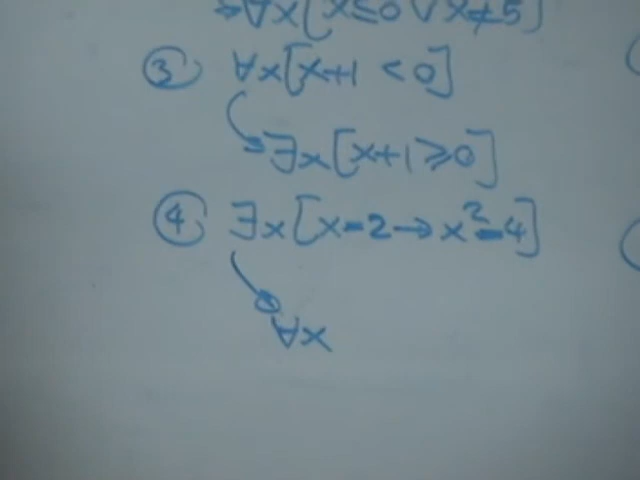 ∀x[x≤0 ∨ x≠5]
③ ∀x[x+1 < 0]
∃x[x+1 ≥ 0]
④ ∃x[x=2→x²=4]
∀x